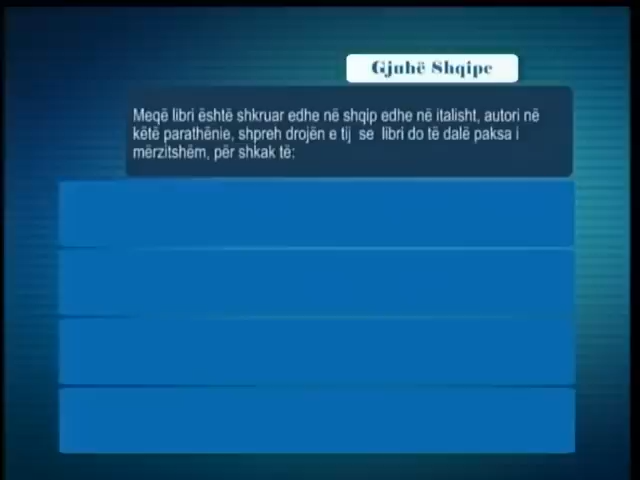 Gjuhë Shqipe
Meqë libri është shkruar edhe në shqip edhe në italisht, autori në
këtë parathënie, shpreh drojën e tij se libri do të dalë paksa i
mërzitshëm, për shkak të: